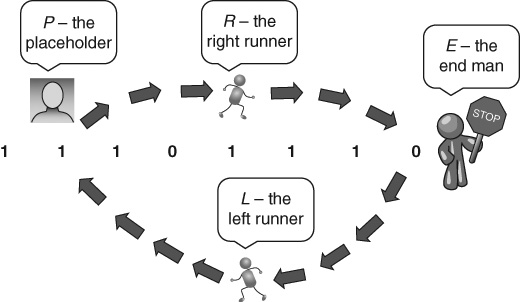 P – the
placeholder
R – the
right runner
E – the
end man
STOP
1 1 1 0 1 1 1 0
L – the
left runner